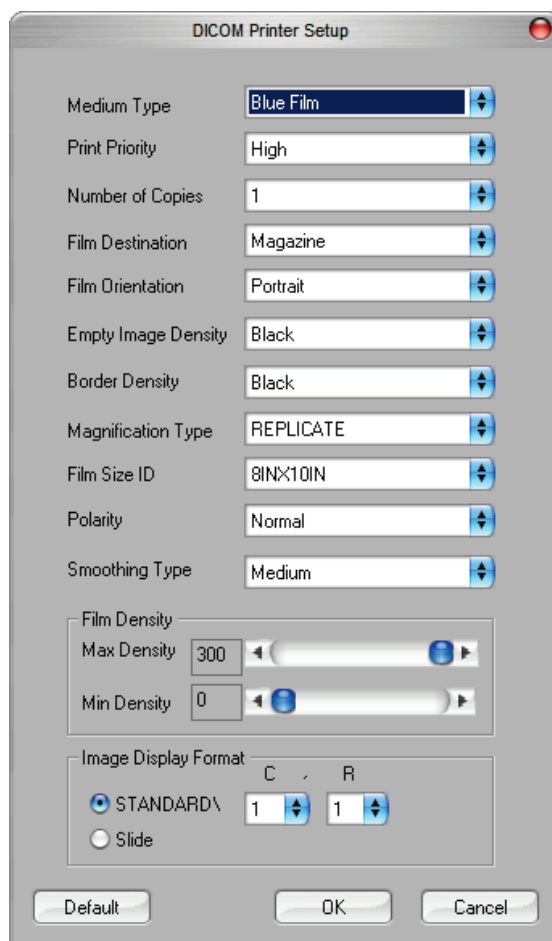 DICOM Printer Setup
Medium Type Blue Film
Print Priority High
Number of Copies 1
Film Destination Magazine
Film Orientation Portrait
Empty Image Density Black
Border Density Black
Magnification Type REPLICATE
Film Size ID 8INX10IN
Polarity Normal
Smoothing Type Medium
Film Density
Max Density 300
Min Density 0
Image Display Format
C , R
STANDARD\ 1 1
Slide
Default OK Cancel